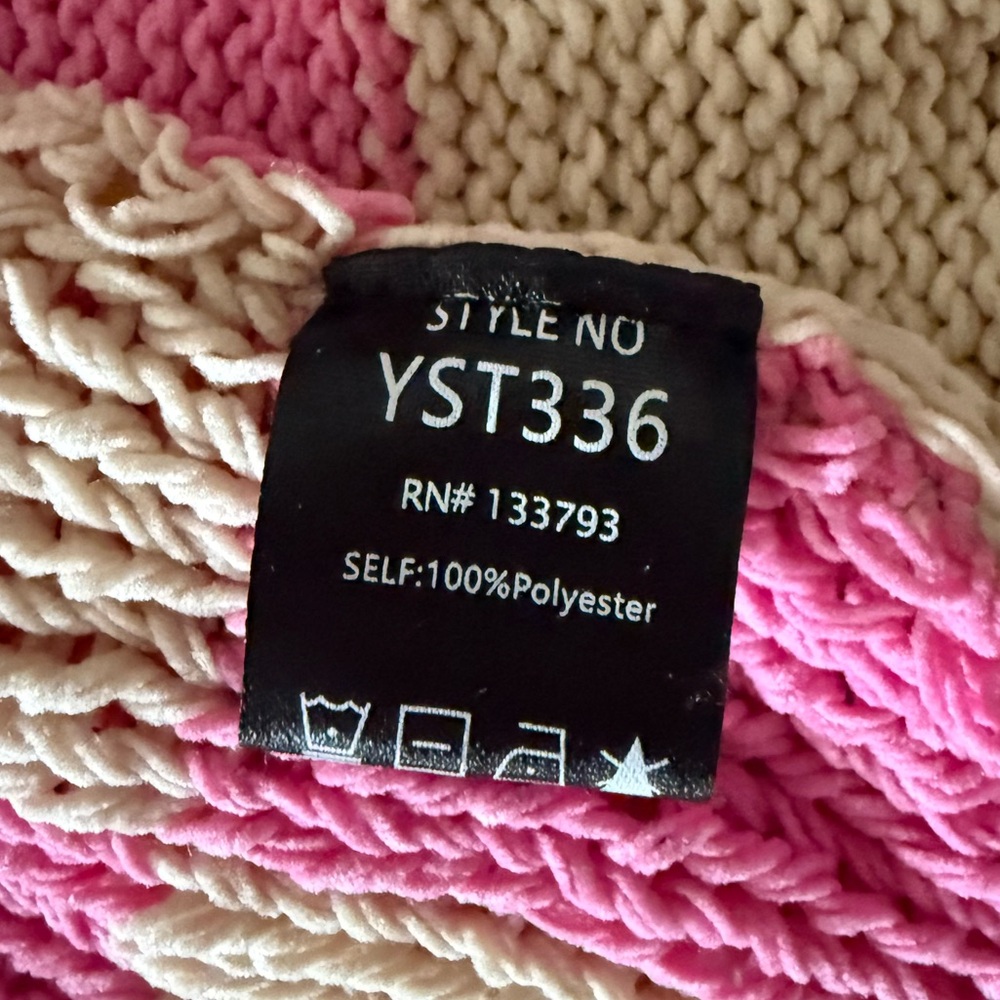 STYLE NO
YST336
RN# 133793
SELF:100%Polyester